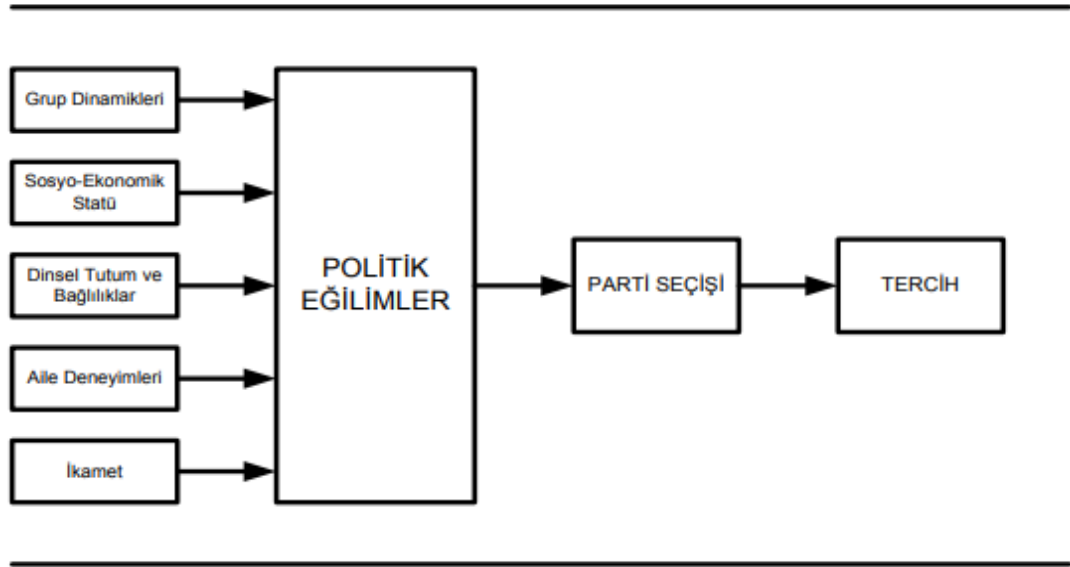 Grup Dinamikleri
Sosyo-Ekonomik
Statü
Dinsel Tutum ve
Bağlılıklar
Aile Deneyimleri
İkamet
POLİTİK
EĞİLİMLER
PARTİ SEÇİŞİ
TERCİH